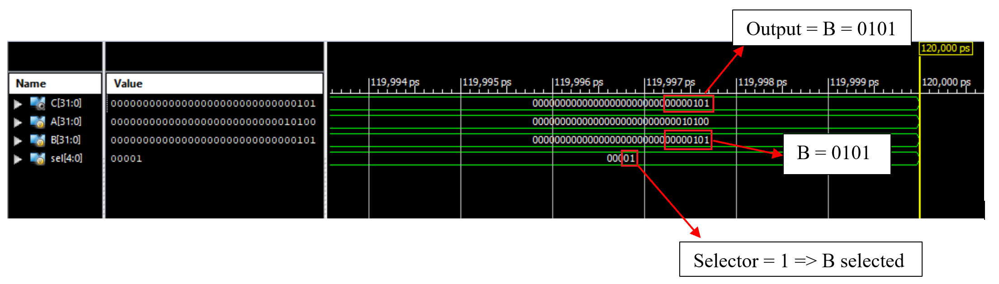 Output = B = 0101
120,000 ps
Name Value 119,994 ps 119,995 ps 119,996 ps 119,997 ps 119,998 ps 119,999 ps 120,000 ps
C[31:0] 00000000000000000000000000000101 00000000000000000000000000000101
A[31:0] 00000000000000000000000000010100 00000000000000000000000000010100
B[31:0] 00000000000000000000000000000101 00000000000000000000000000000101
B = 0101
sel[4:0] 00001 00001
Selector = 1 => B selected